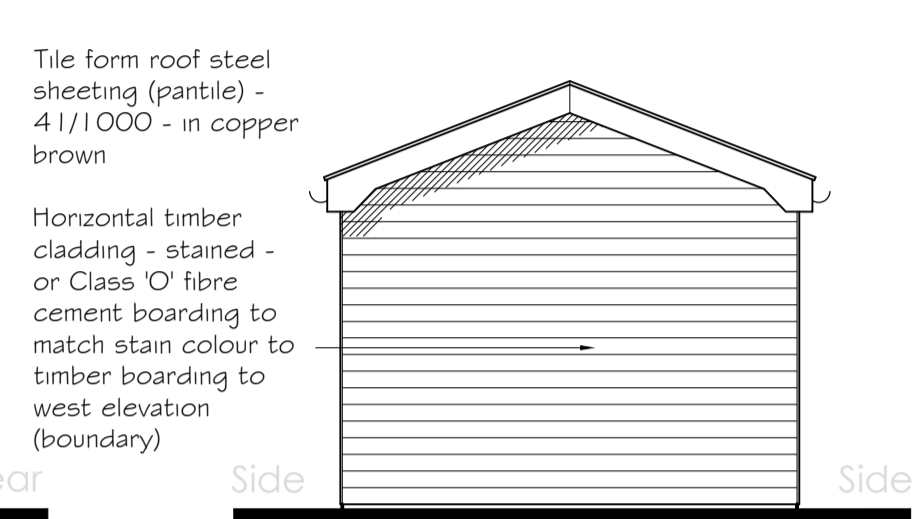 Tile form roof steel
sheeting (pantile) -
41/1000 - in copper
brown
Horizontal timber
cladding - stained -
or Class 'O' fibre
cement boarding to
match stain colour to
timber boarding to
west elevation
(boundary)
Side
Side